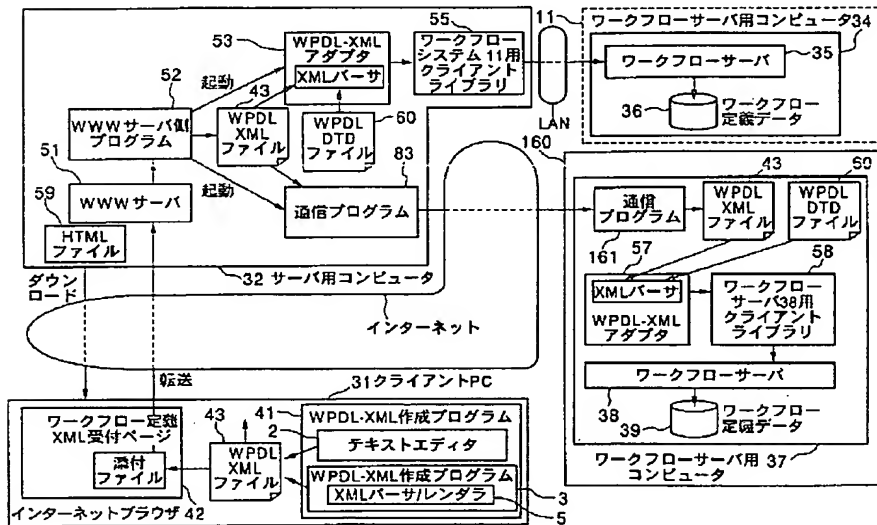 11
ワークフローサーバ用コンピュータ34
ワークフローサーバ
35
36
ワークフロー
定義データ
55
ワークフロー
システム 11用
クライアント
ライブラリ
LAN
53
WPDL-XML
アダプタ
XMLパーサ
起動
43
WPDL
XML
ファイル
60
WPDL
DTD
ファイル
52
WWWサーバ側
プログラム
51
WWWサーバ
起動
83
通信プログラム
59
HTML
ファイル
32 サーバ用コンピュータ
ダウン
ロード
インターネット
転送
160
通信
プログラム
161
43
WPDL
XML
ファイル
60
WPDL
DTD
ファイル
57
XMLパーサ
WPDL-XML
アダプタ
58
ワークフロー
サーバ38用
クライアント
ライブラリ
ワークフローサーバ
38
39
ワークフロー
定義データ
ワークフローサーバ用 37
コンピュータ
31クライアントPC
ワークフロー定義
XML受付ページ
添付
ファイル
インターネットブラウザ 42
43
WPDL
XML
ファイル
41
WPDL-XML作成プログラム
2
テキストエディタ
WPDL-XML作成プログラム
XMLパーサ/レンダラ
3
5